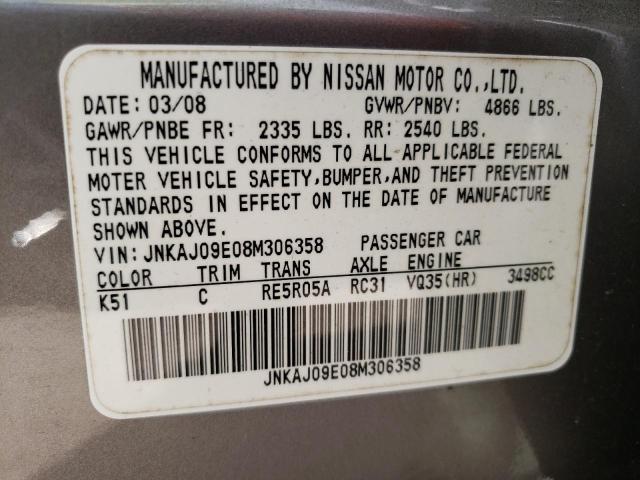 MANUFACTURED BY NISSAN MOTOR CO.,LTD.
DATE: 03/08 GVWR/PNBV: 4866 LBS.
GAWR/PNBE FR: 2335 LBS. RR: 2540 LBS.
THIS VEHICLE CONFORMS TO ALL APPLICABLE FEDERAL
MOTER VEHICLE SAFETY,BUMPER,AND THEFT PREVENTION
STANDARDS IN EFFECT ON THE DATE OF MANUFACTURE
SHOWN ABOVE.
VIN: JNKAJ09E08M306358 PASSENGER CAR
COLOR TRIM TRANS AXLE ENGINE
K51 C RE5R05A RC31 VQ35(HR) 3498CC
JNKAJ09E08M306358